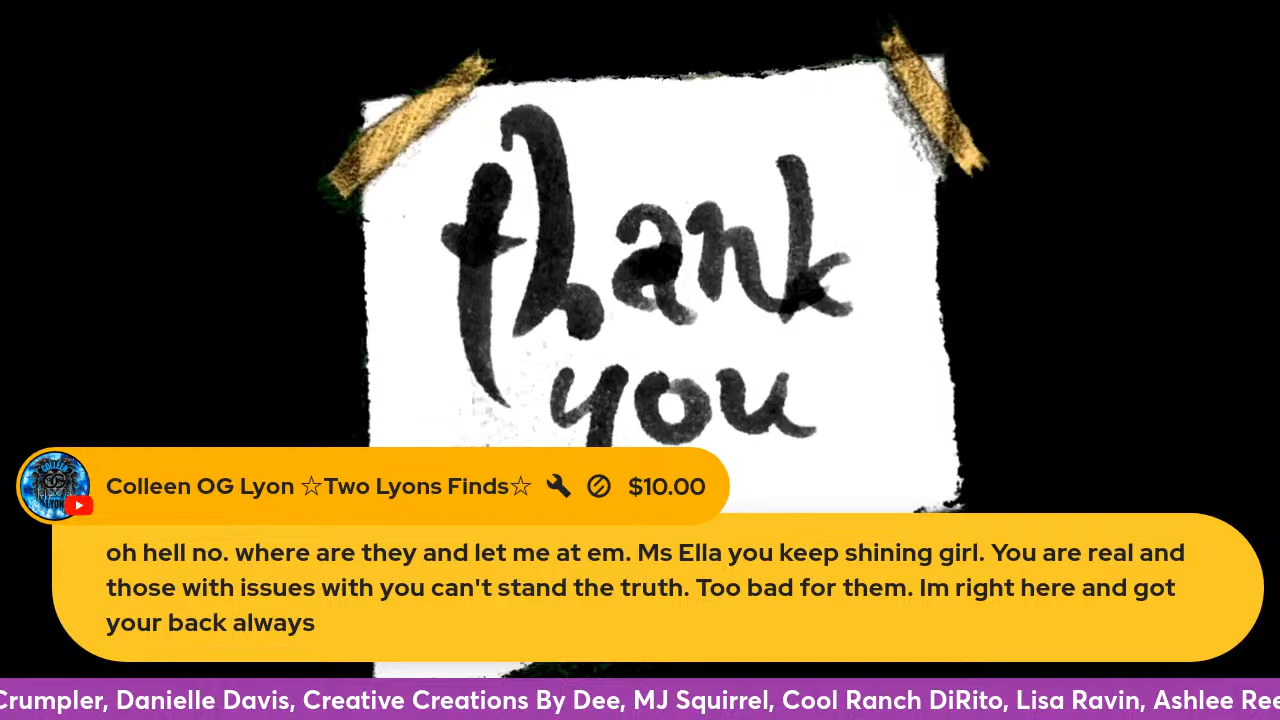 thank
you
COLLEEN
OG
LYON
Colleen OG Lyon ☆Two Lyons Finds☆ $10.00
oh hell no. where are they and let me at em. Ms Ella you keep shining girl. You are real and
those with issues with you can't stand the truth. Too bad for them. Im right here and got
your back always
Crumpler, Danielle Davis, Creative Creations By Dee, MJ Squirrel, Cool Ranch DiRito, Lisa Ravin, Ashlee